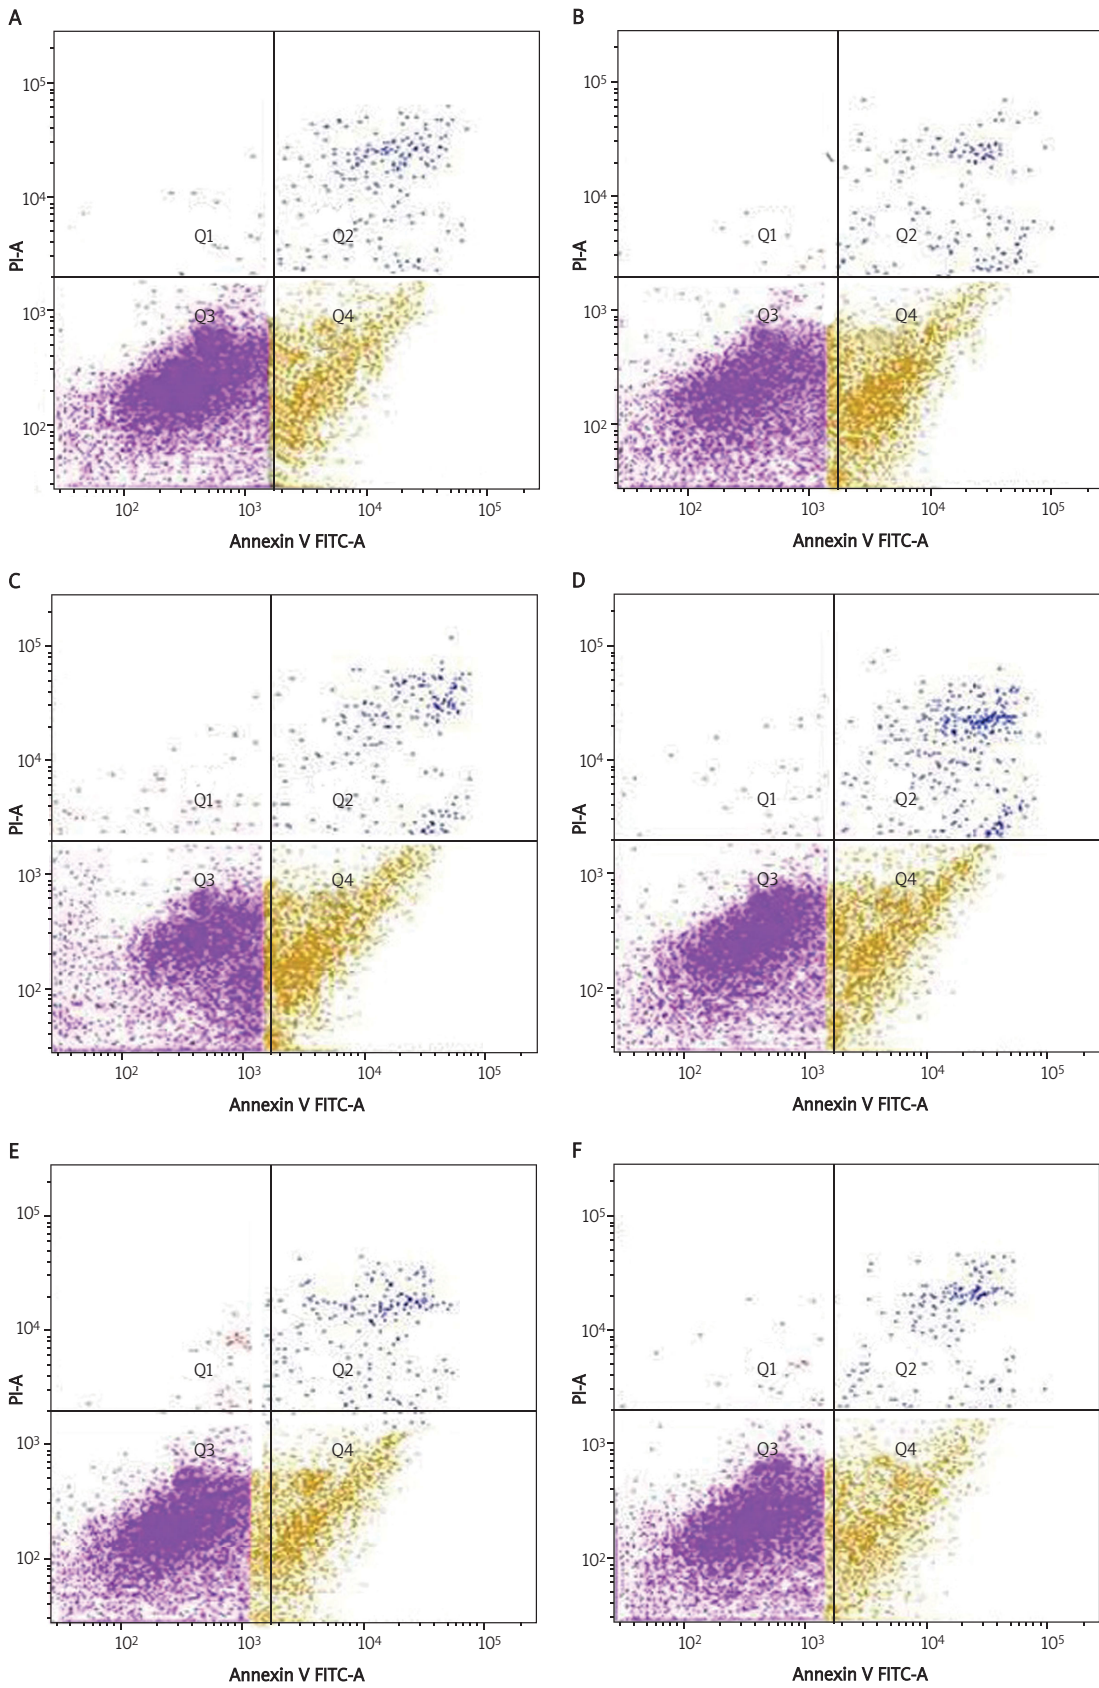 A
10⁵
10⁴
10³
10²
PI-A
Q1
Q2
Q3
Q4
10² 10³ 10⁴ 10⁵
Annexin V FITC-A
B
10⁵
10⁴
10³
10²
PI-A
Q1
Q2
Q3
Q4
10² 10³ 10⁴ 10⁵
Annexin V FITC-A
C
10⁵
10⁴
10³
10²
PI-A
Q1
Q2
Q3
Q4
10² 10³ 10⁴ 10⁵
Annexin V FITC-A
D
10⁵
10⁴
10³
10²
PI-A
Q1
Q2
Q3
Q4
10² 10³ 10⁴ 10⁵
Annexin V FITC-A
E
10⁵
10⁴
10³
10²
PI-A
Q1
Q2
Q3
Q4
10² 10³ 10⁴ 10⁵
Annexin V FITC-A
F
10⁵
10⁴
10³
10²
PI-A
Q1
Q2
Q3
Q4
10² 10³ 10⁴ 10⁵
Annexin V FITC-A